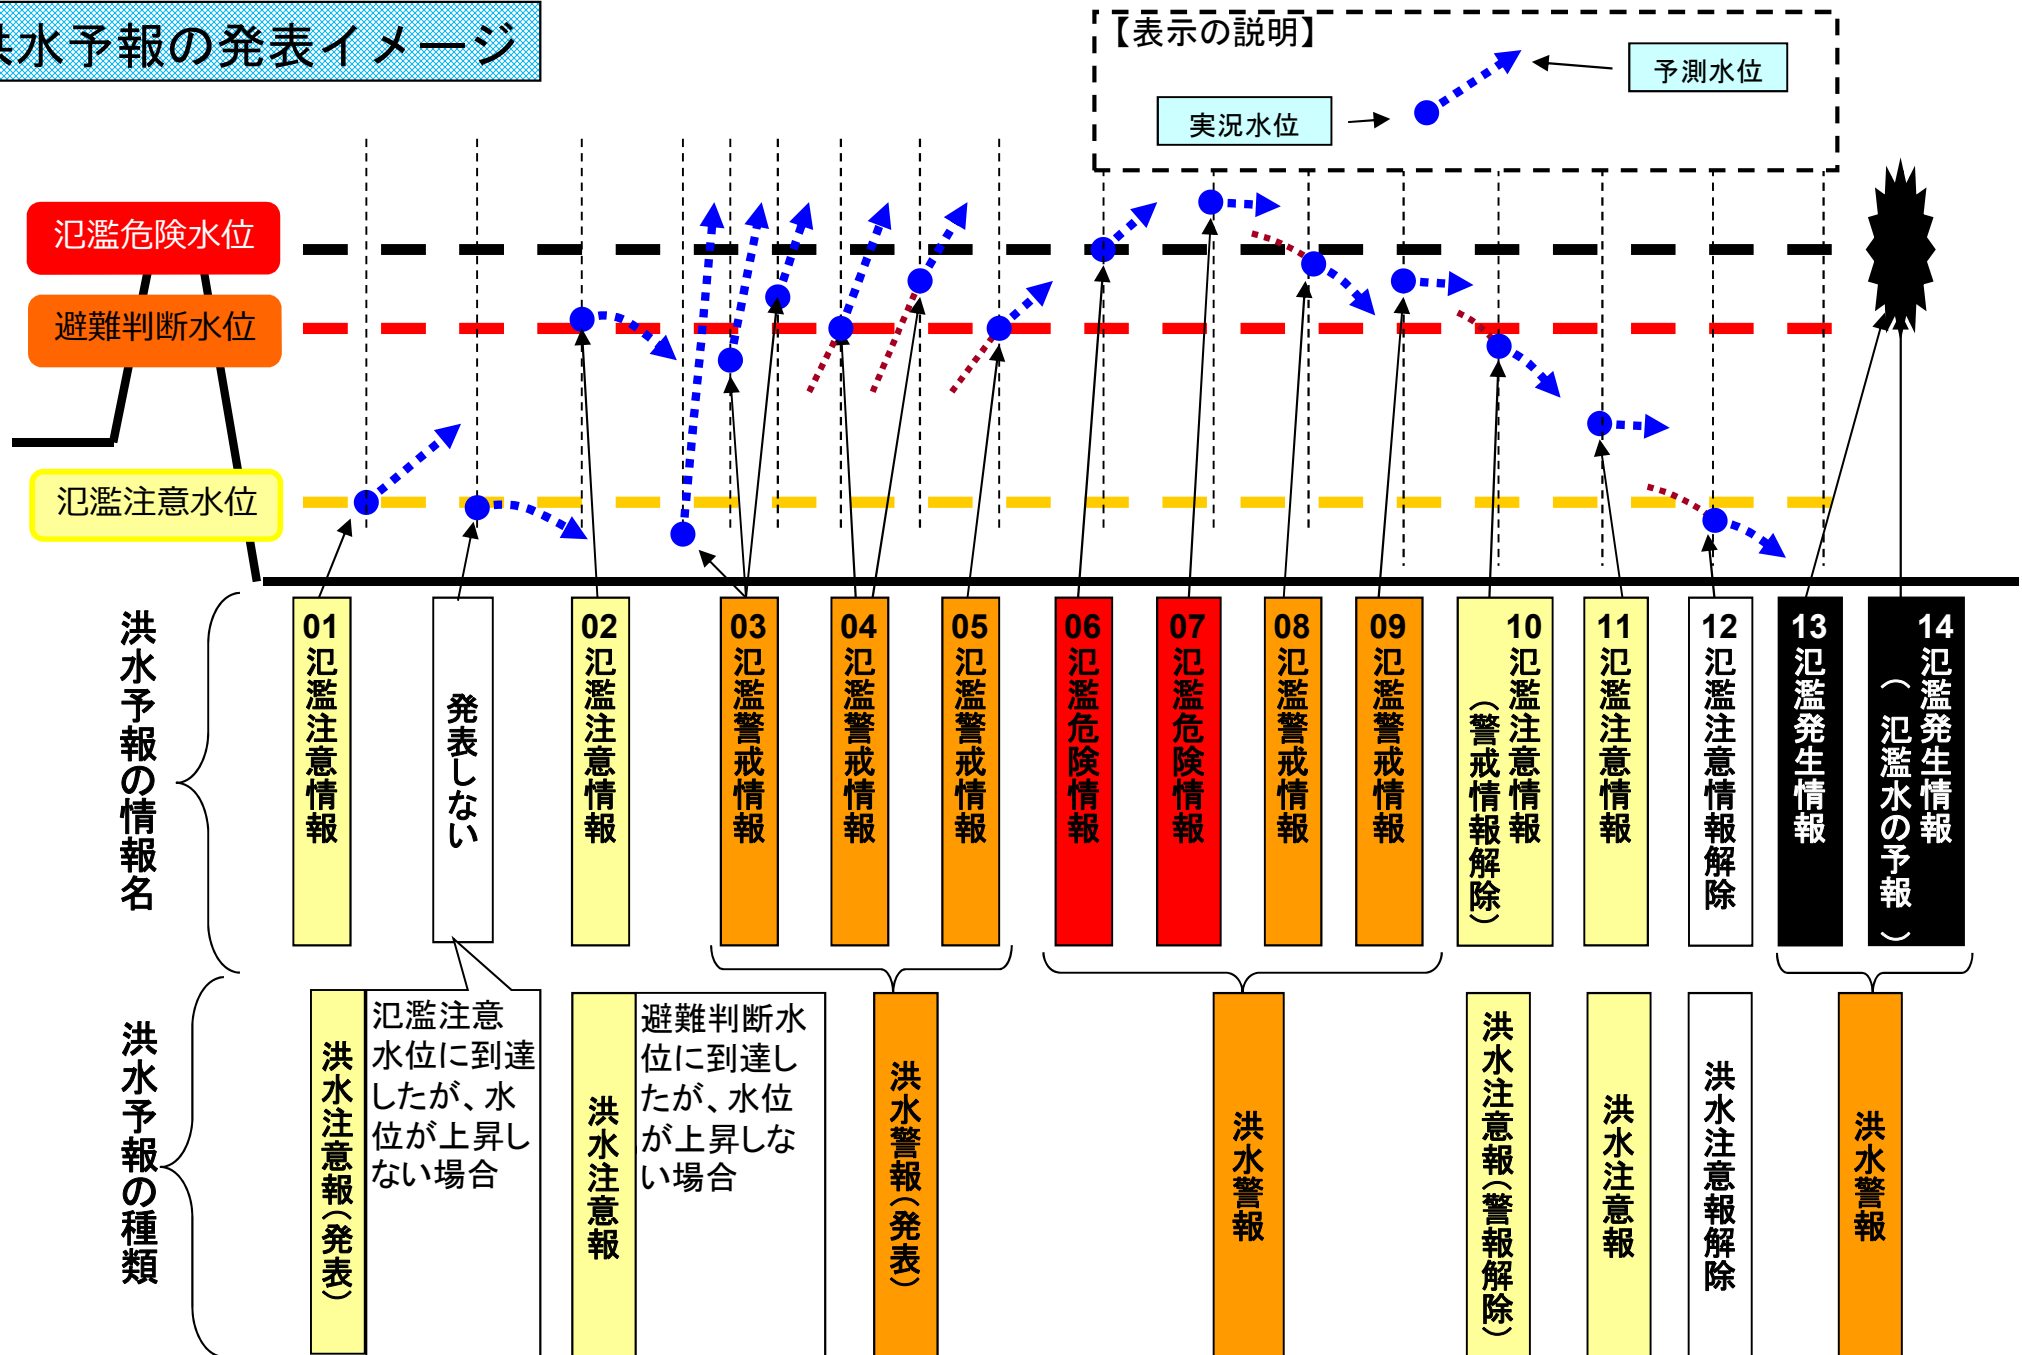 洪水予報の発表イメージ
【表示の説明】
予測水位
実況水位
氾濫危険水位
避難判断水位
氾濫注意水位
洪水予報の情報名
01
氾濫注意情報
発表しない
02
氾濫注意情報
03
氾濫警戒情報
04
氾濫警戒情報
05
氾濫警戒情報
06
氾濫危険情報
07
氾濫危険情報
08
氾濫警戒情報
09
氾濫警戒情報
10
氾濫注意情報
（警戒情報解除）
11
氾濫注意情報
12
氾濫注意情報解除
13
氾濫発生情報
14
氾濫発生情報
（氾濫水の予報）
洪水予報の種類
洪水注意報（発表）
氾濫注意
水位に到達
したが、水
位が上昇し
ない場合
洪水注意報
避難判断水
位に到達し
たが、水位
が上昇しな
い場合
洪水警報（発表）
洪水警報
洪水注意報（警報解除）
洪水注意報
洪水注意報解除
洪水警報